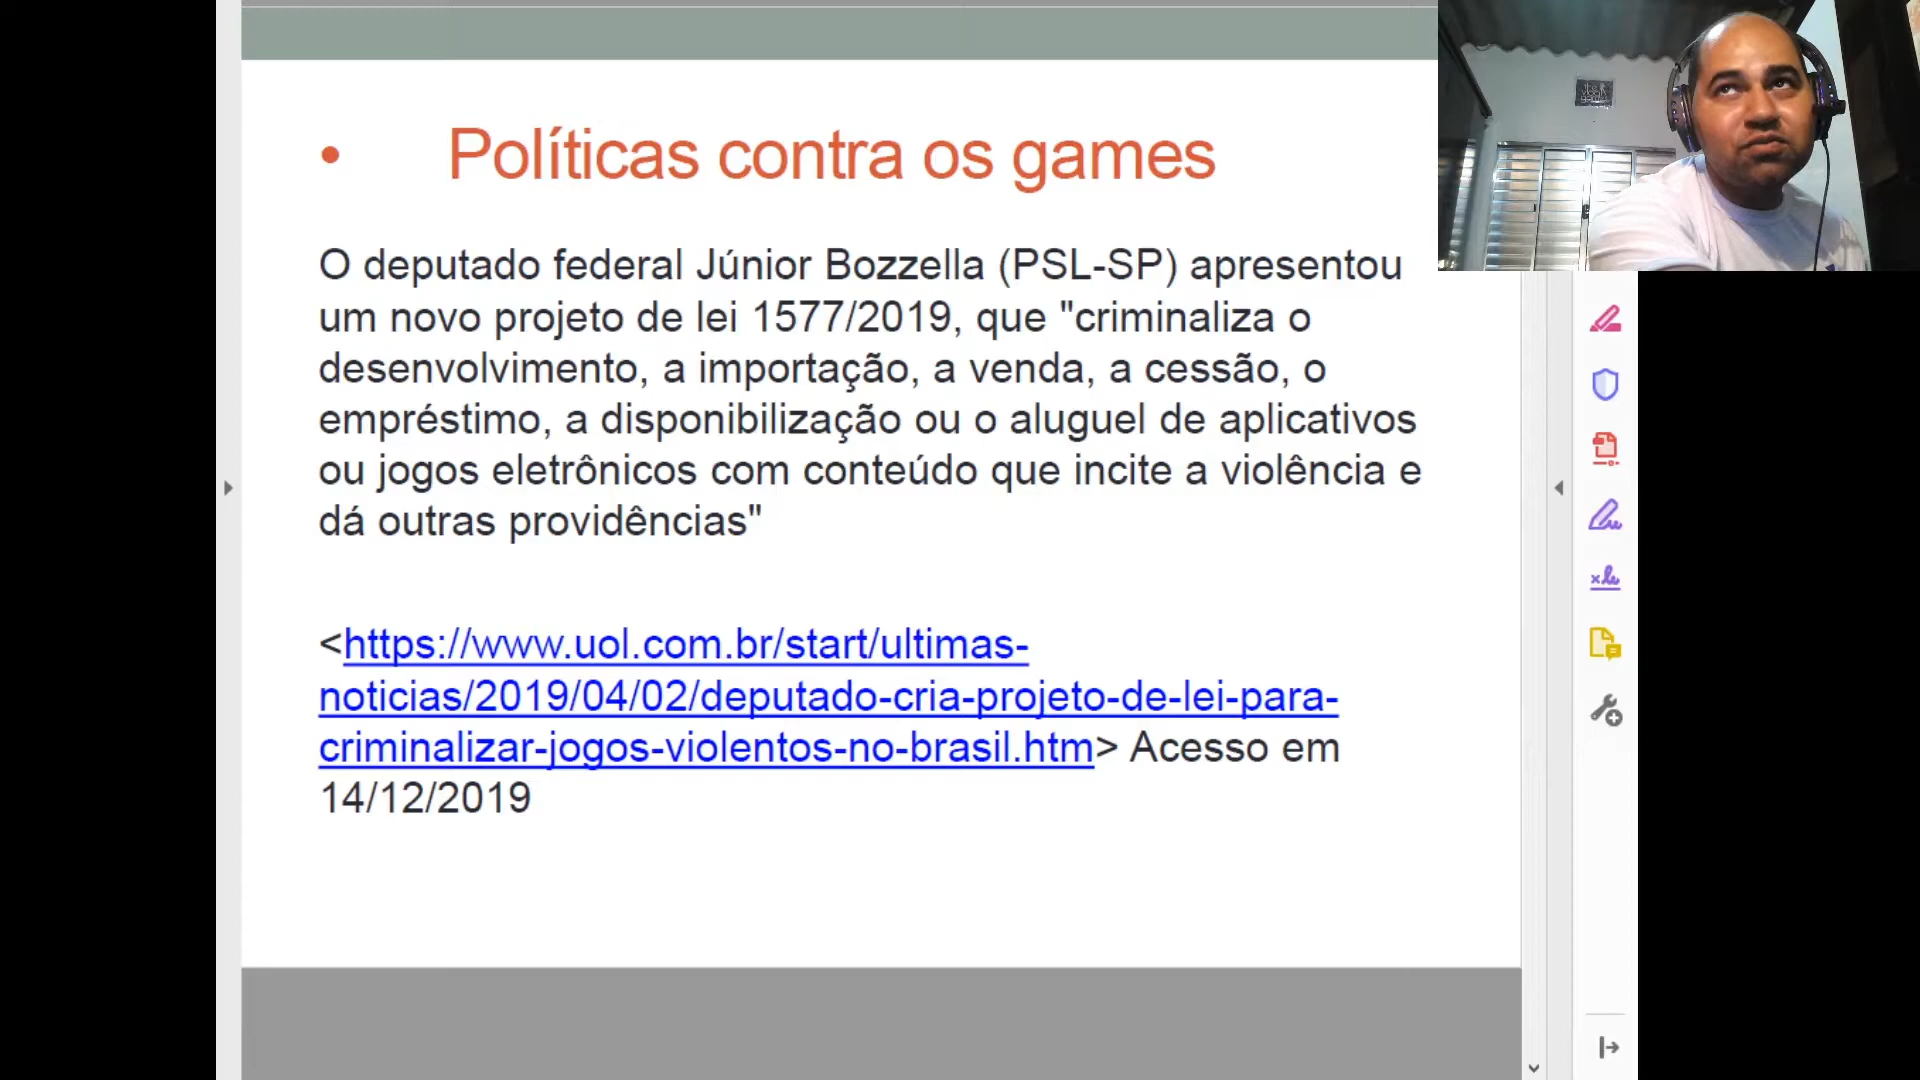 • Políticas contra os games
O deputado federal Júnior Bozzella (PSL-SP) apresentou
um novo projeto de lei 1577/2019, que "criminaliza o
desenvolvimento, a importação, a venda, a cessão, o
empréstimo, a disponibilização ou o aluguel de aplicativos
ou jogos eletrônicos com conteúdo que incite a violência e
dá outras providências"
<https://www.uol.com.br/start/ultimas-
noticias/2019/04/02/deputado-cria-projeto-de-lei-para-
criminalizar-jogos-violentos-no-brasil.htm> Acesso em
14/12/2019